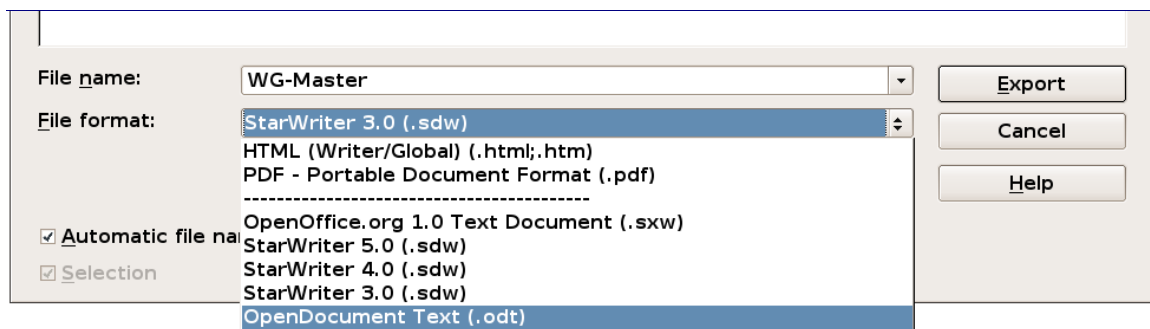 File name:
WG-Master
Export
File format:
StarWriter 3.0 (.sdw)
Cancel
HTML (Writer/Global) (.html;.htm)
PDF - Portable Document Format (.pdf)
Help
------------------------------------------
OpenOffice.org 1.0 Text Document (.sxw)
Automatic file nar
StarWriter 5.0 (.sdw)
StarWriter 4.0 (.sdw)
Selection
StarWriter 3.0 (.sdw)
OpenDocument Text (.odt)